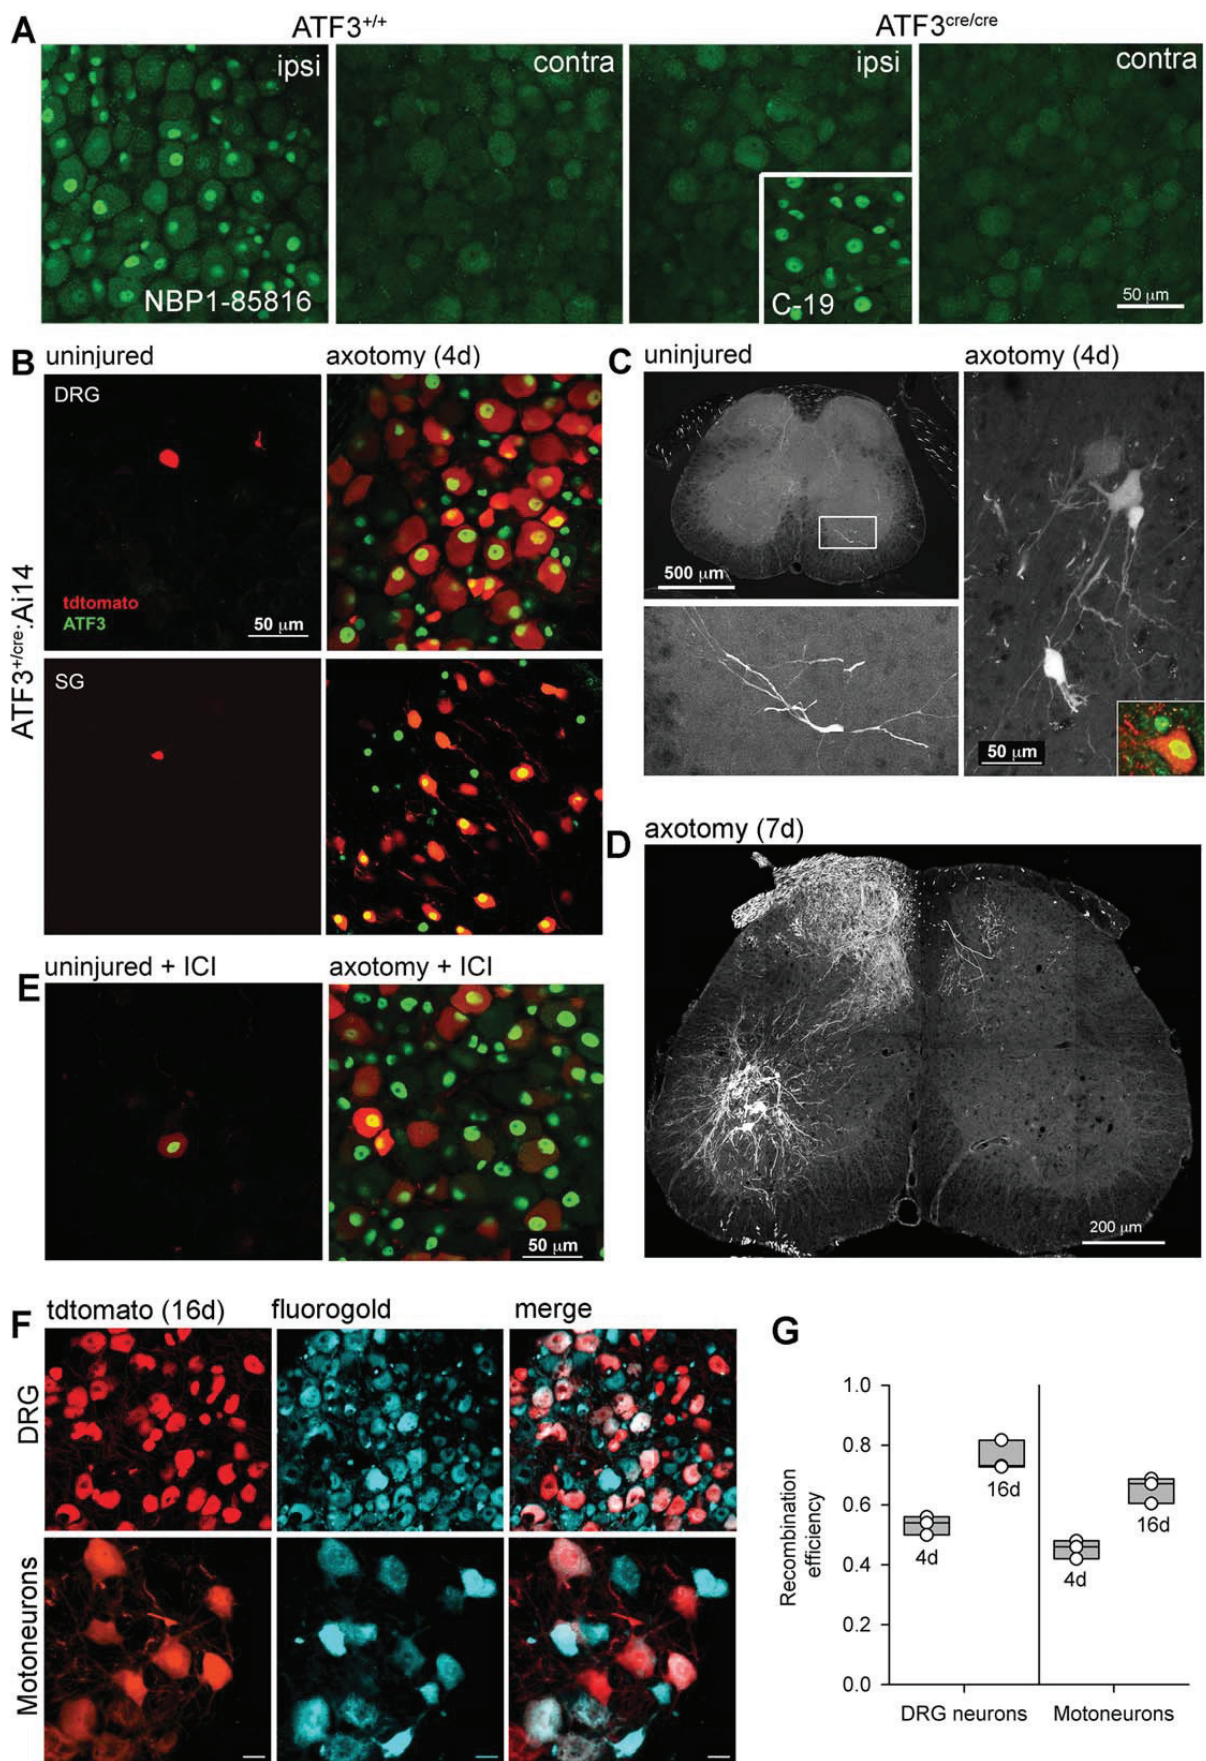 A
ATF3+/+
ATF3cre/cre
ipsi
contra
ipsi
contra
NBP1-85816
C-19
50 µm
B
uninjured
axotomy (4d)
ATF3+/cre:Ai14
DRG
tdtomato
ATF3
50 µm
SG
C
uninjured
axotomy (4d)
500 µm
50 µm
D
axotomy (7d)
200 µm
E
uninjured + ICI
axotomy + ICI
50 µm
F
tdtomato (16d)
fluorogold
merge
DRG
Motoneurons
G
Recombination
efficiency
1.0
0.8
0.6
0.4
0.2
0.0
4d
16d
4d
16d
DRG neurons
Motoneurons